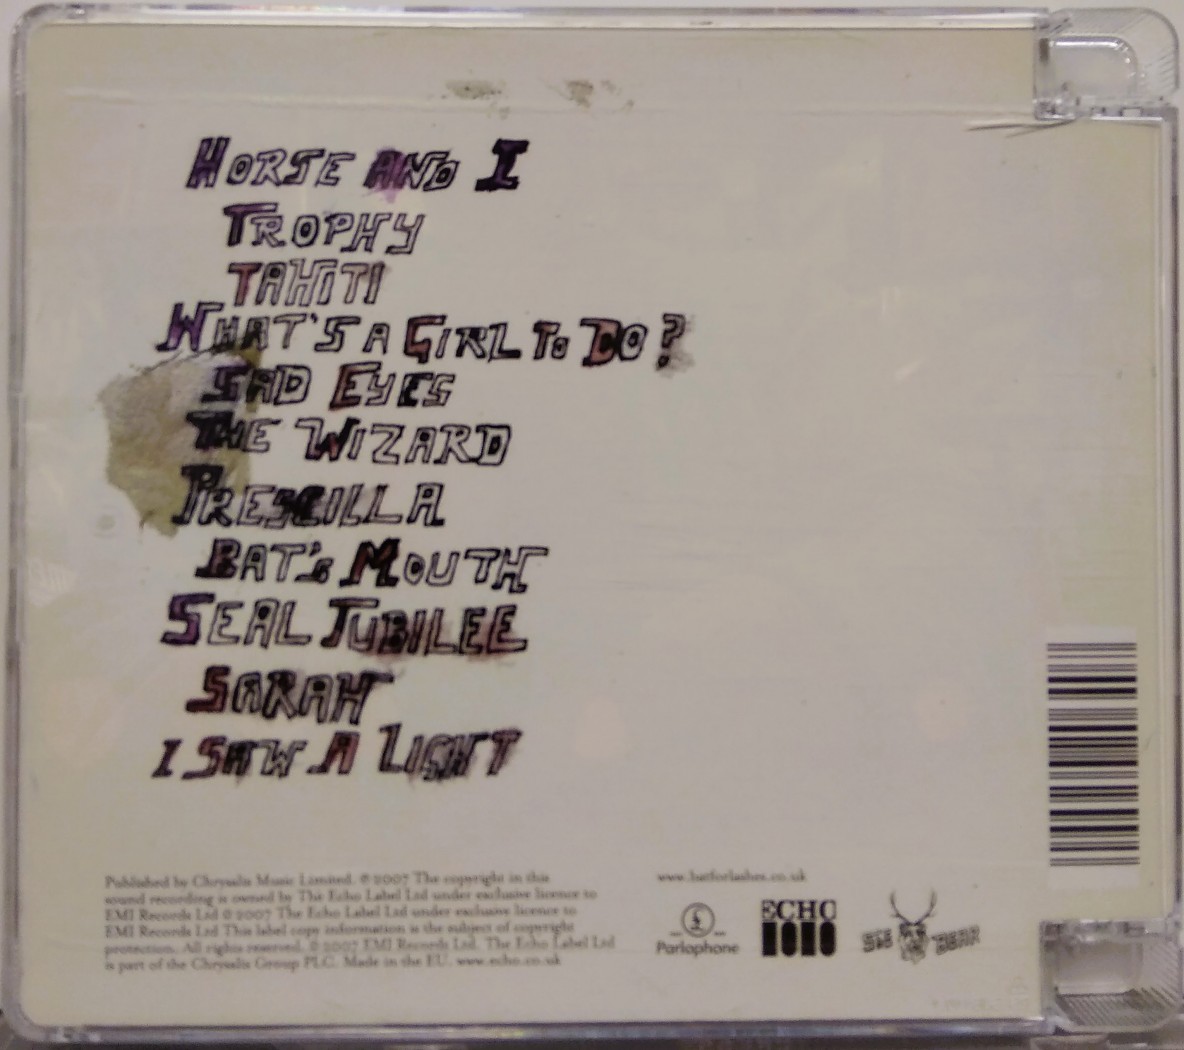 HORSE AND I
TROPHY
TAHITI
WHAT'S A GIRL TO DO?
SAD EYES
THE WIZARD
PRESCILLA
BAT'S MOUTH
SEAL JUBILEE
SARAH
I SAW A LIGHT
Published by Chrysalis Music Limited. ℗ 2007 The copyright in this
sound recording is owned by The Echo Label Ltd under exclusive licence to
EMI Records Ltd © 2007 The Echo Label Ltd under exclusive licence to
EMI Records Ltd This label copy information is the subject of copyright
protection. All rights reserved. © 2007 EMI Records Ltd. The Echo Label Ltd
is part of the Chrysalis Group PLC. Made in the EU. www.echo.co.uk
www.batforlashes.co.uk
£
Parlophone
ECHO
SHE BEAR